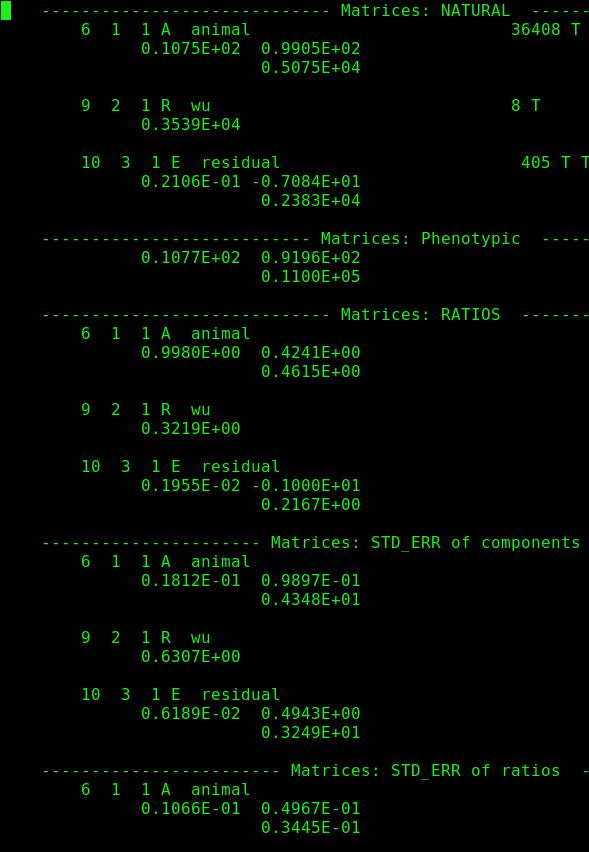 ---------------------------- Matrices: NATURAL ------
6 1 1 A animal 36408 T
0.1075E+02 0.9905E+02
0.5075E+04
9 2 1 R wu 8 T
0.3539E+04
10 3 1 E residual 405 T T
0.2106E-01 -0.7084E+01
0.2383E+04
--------------------------- Matrices: Phenotypic -----
0.1077E+02 0.9196E+02
0.1100E+05
----------------------------- Matrices: RATIOS -------
6 1 1 A animal
0.9980E+00 0.4241E+00
0.4615E+00
9 2 1 R wu
0.3219E+00
10 3 1 E residual
0.1955E-02 -0.1000E+01
0.2167E+00
---------------------- Matrices: STD_ERR of components
6 1 1 A animal
0.1812E-01 0.9897E-01
0.4348E+01
9 2 1 R wu
0.6307E+00
10 3 1 E residual
0.6189E-02 0.4943E+00
0.3249E+01
------------------------ Matrices: STD_ERR of ratios -
6 1 1 A animal
0.1066E-01 0.4967E-01
0.3445E-01